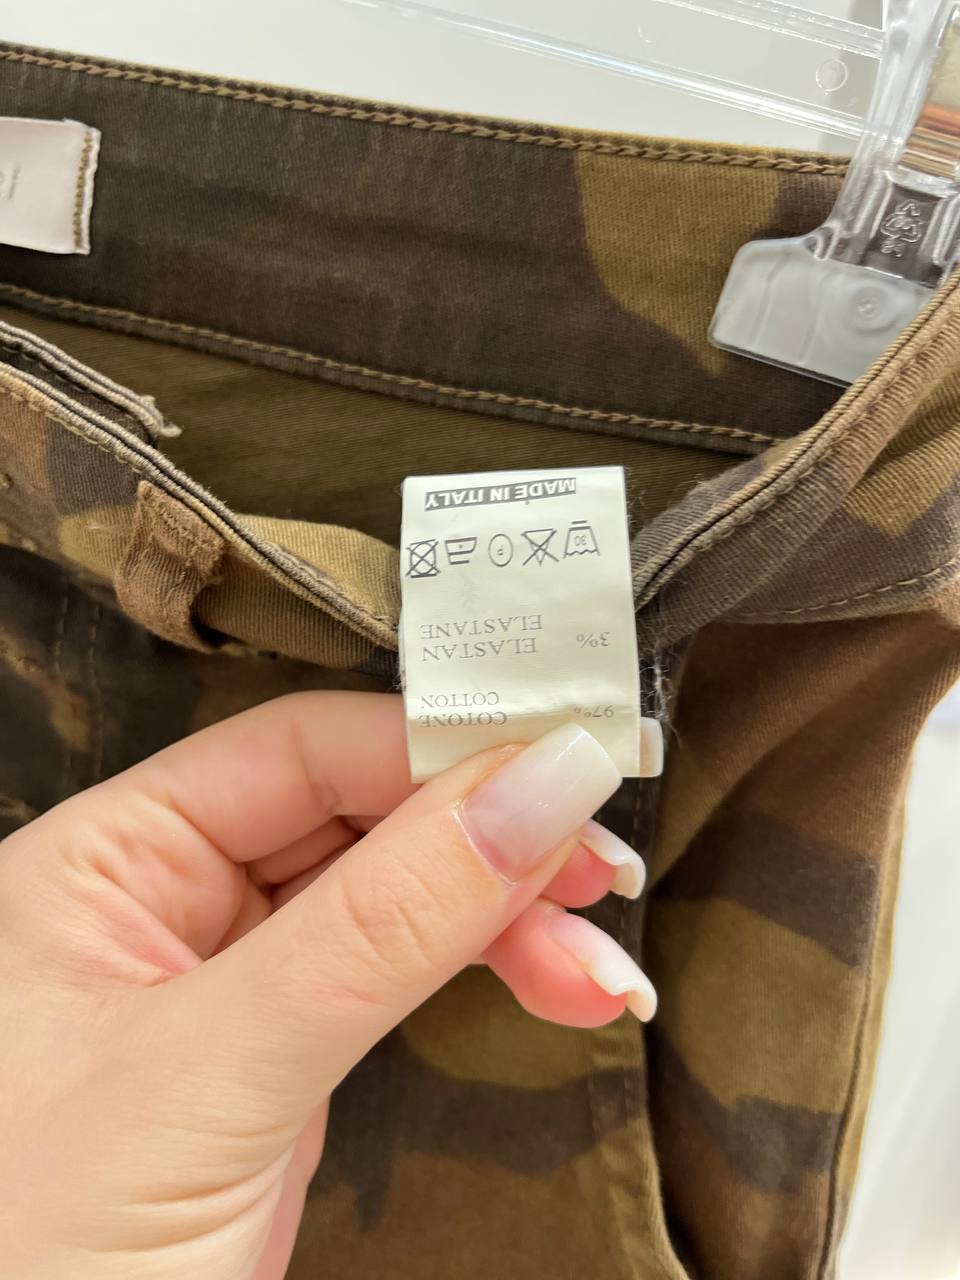 97% COTONE
COTTON
3% ELASTAN
ELASTANE
30 P
MADE IN ITALY